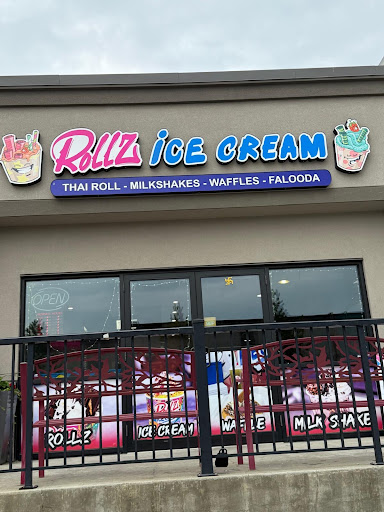 Rollz ICE CREAM
THAI ROLL - MILKSHAKES - WAFFLES - FALOODA
OPEN
ROLLZ
ICE CREAM
WAFFLE
MILK SHAKE